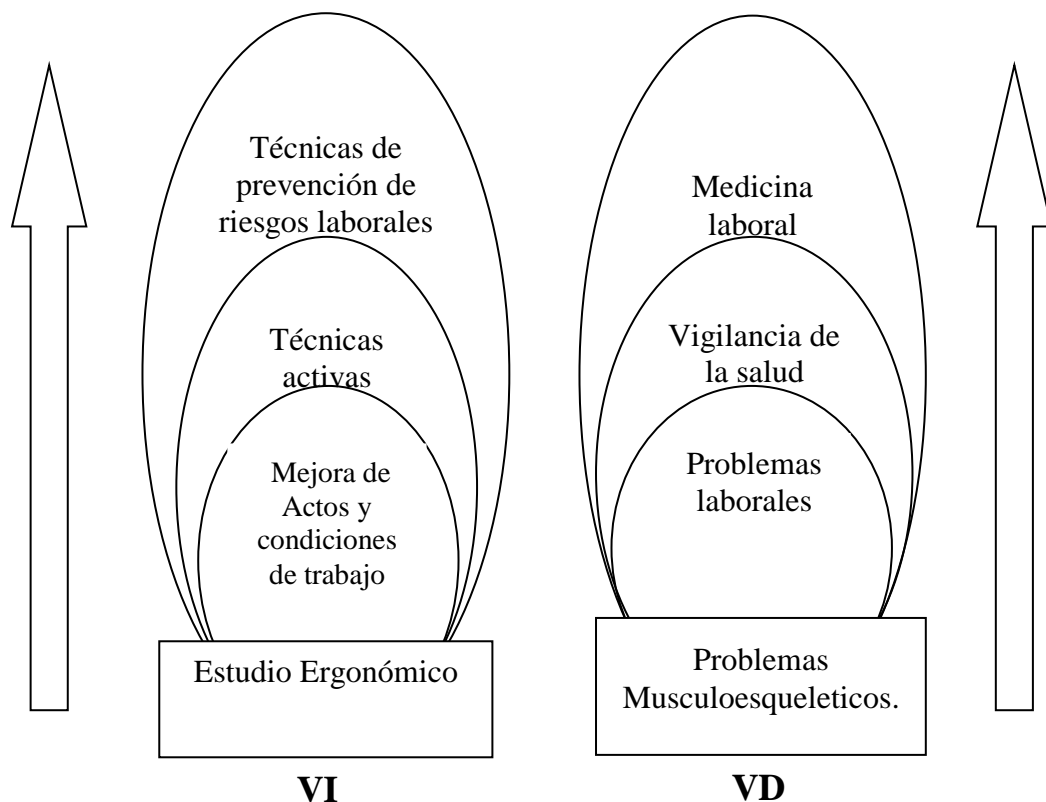 Técnicas de
prevención de
riesgos laborales
Técnicas
activas
Mejora de
Actos y
condiciones
de trabajo
Estudio Ergonómico
VI
Medicina
laboral
Vigilancia de
la salud
Problemas
laborales
Problemas
Musculoesqueleticos.
VD